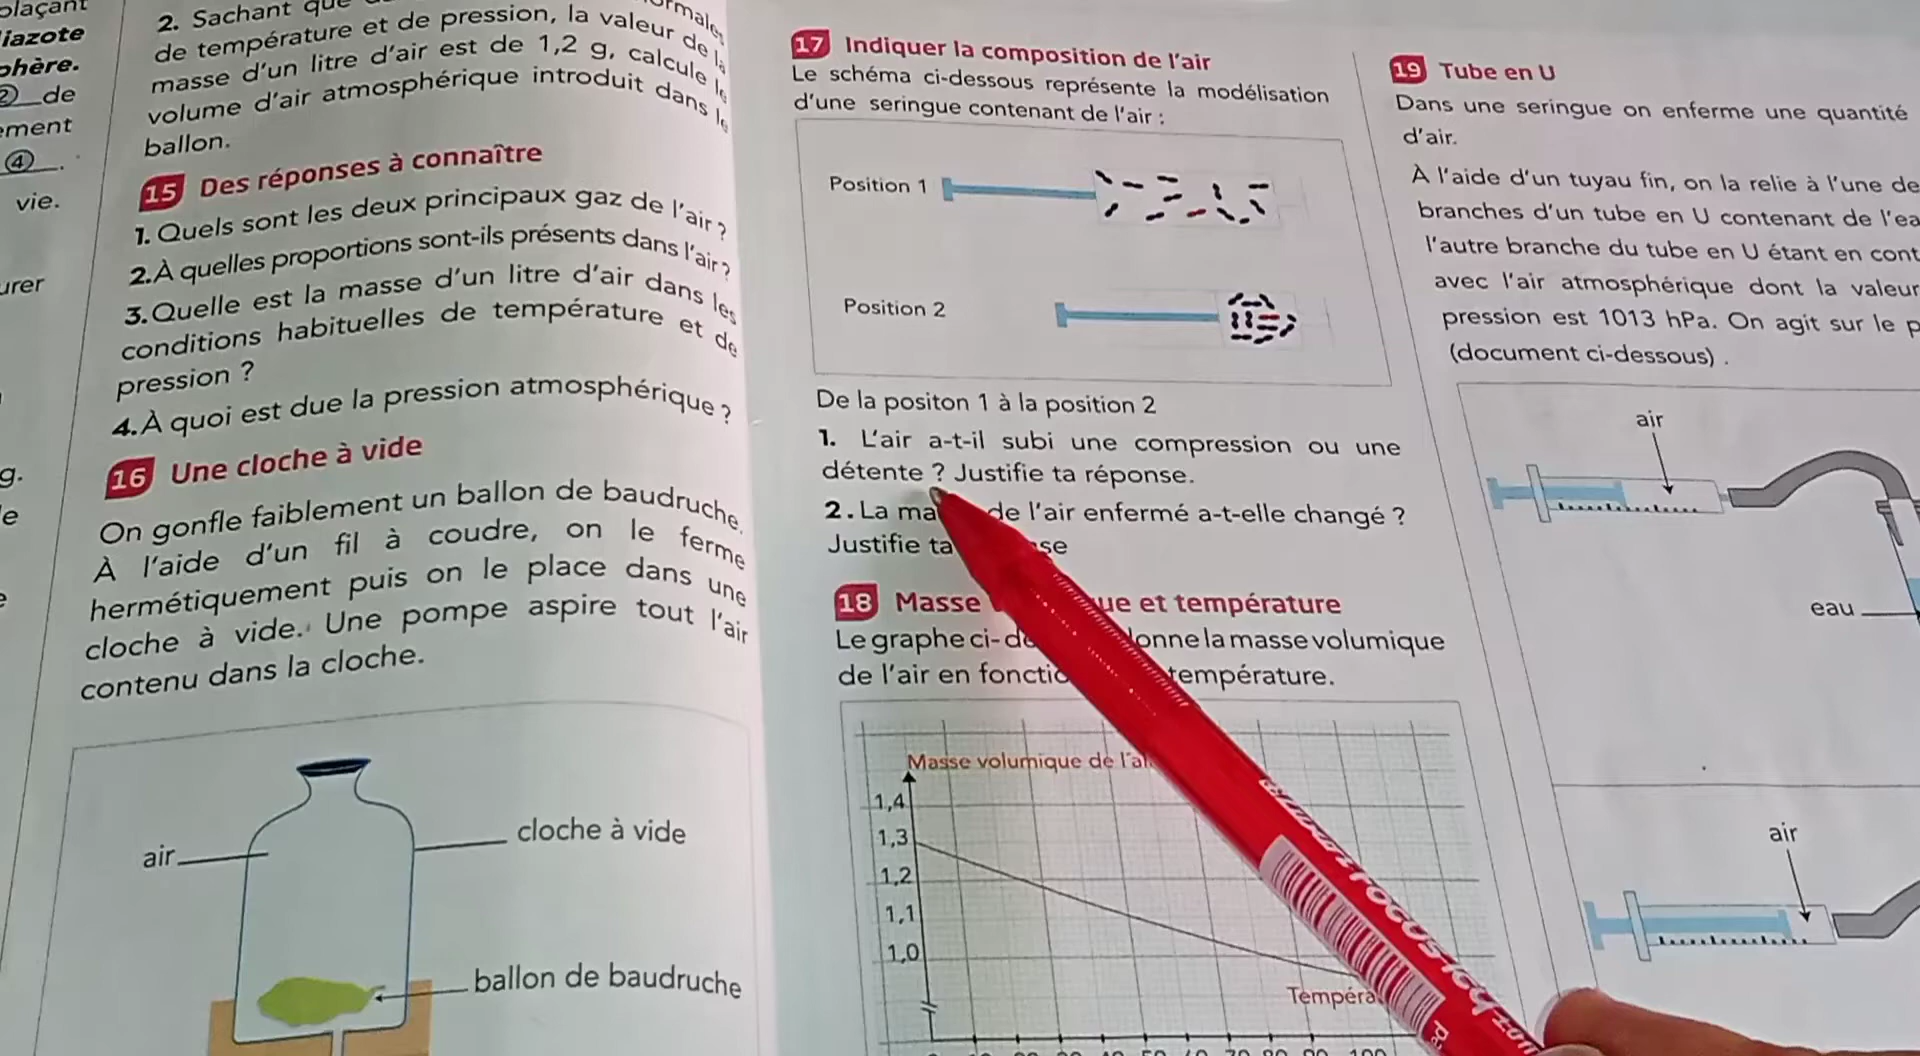 plaçant
iazote
phère.
② de
ment
④ .
vie.
urer
g.
e
2. Sachant que
de température et de pression, la valeur de la
masse d'un litre d'air est de 1,2 g, calcule le
volume d'air atmosphérique introduit dans le
ballon.
15 Des réponses à connaître
1. Quels sont les deux principaux gaz de l'air ?
2. À quelles proportions sont-ils présents dans l'air ?
3. Quelle est la masse d'un litre d'air dans les
conditions habituelles de température et de
pression ?
4. À quoi est due la pression atmosphérique ?
16 Une cloche à vide
On gonfle faiblement un ballon de baudruche.
À l'aide d'un fil à coudre, on le ferme
hermétiquement puis on le place dans une
cloche à vide. Une pompe aspire tout l'air
contenu dans la cloche.
air
cloche à vide
ballon de baudruche
17 Indiquer la composition de l'air
Le schéma ci-dessous représente la modélisation
d'une seringue contenant de l'air :
Position 1
Position 2
De la positon 1 à la position 2
1. L'air a-t-il subi une compression ou une
détente ? Justifie ta réponse.
2. La ma de l'air enfermé a-t-elle changé ?
Justifie ta se
18 Masse ue et température
Le graphe ci-de onne la masse volumique
de l'air en fonctio température.
Masse volumique de l'ai
1,4
1,3
1,2
1,1
1,0
Tempéra
100
19 Tube en U
Dans une seringue on enferme une quantité
d'air.
À l'aide d'un tuyau fin, on la relie à l'une de
branches d'un tube en U contenant de l'ea
l'autre branche du tube en U étant en cont
avec l'air atmosphérique dont la valeur
pression est 1013 hPa. On agit sur le p
(document ci-dessous) .
air
eau
air